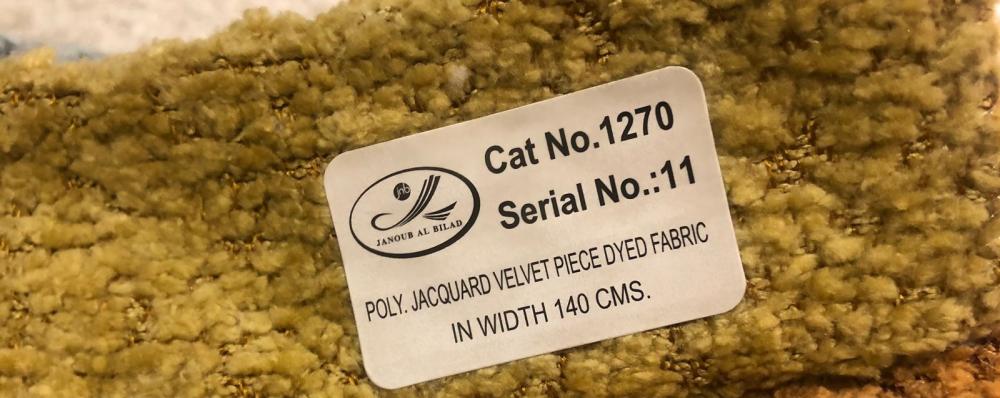 Cat No.1270
Serial No.:11
jnb
JANOUB AL BILAD
POLY. JACQUARD VELVET PIECE DYED FABRIC
IN WIDTH 140 CMS.